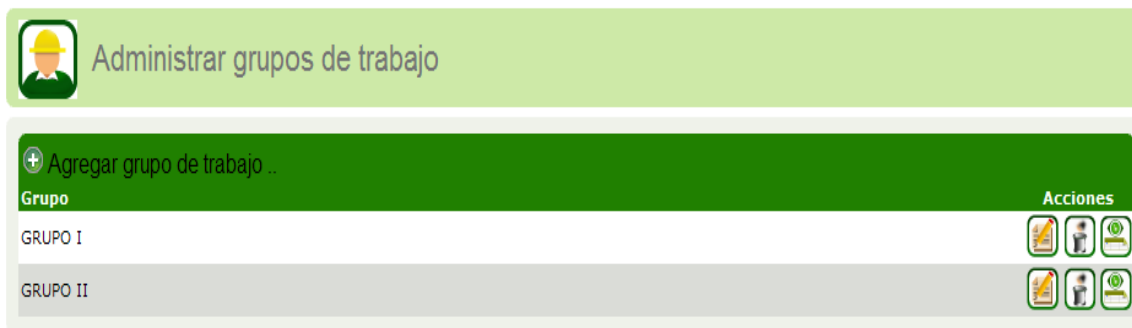 Administrar grupos de trabajo
Agregar grupo de trabajo ..
Grupo Acciones
GRUPO I
GRUPO II